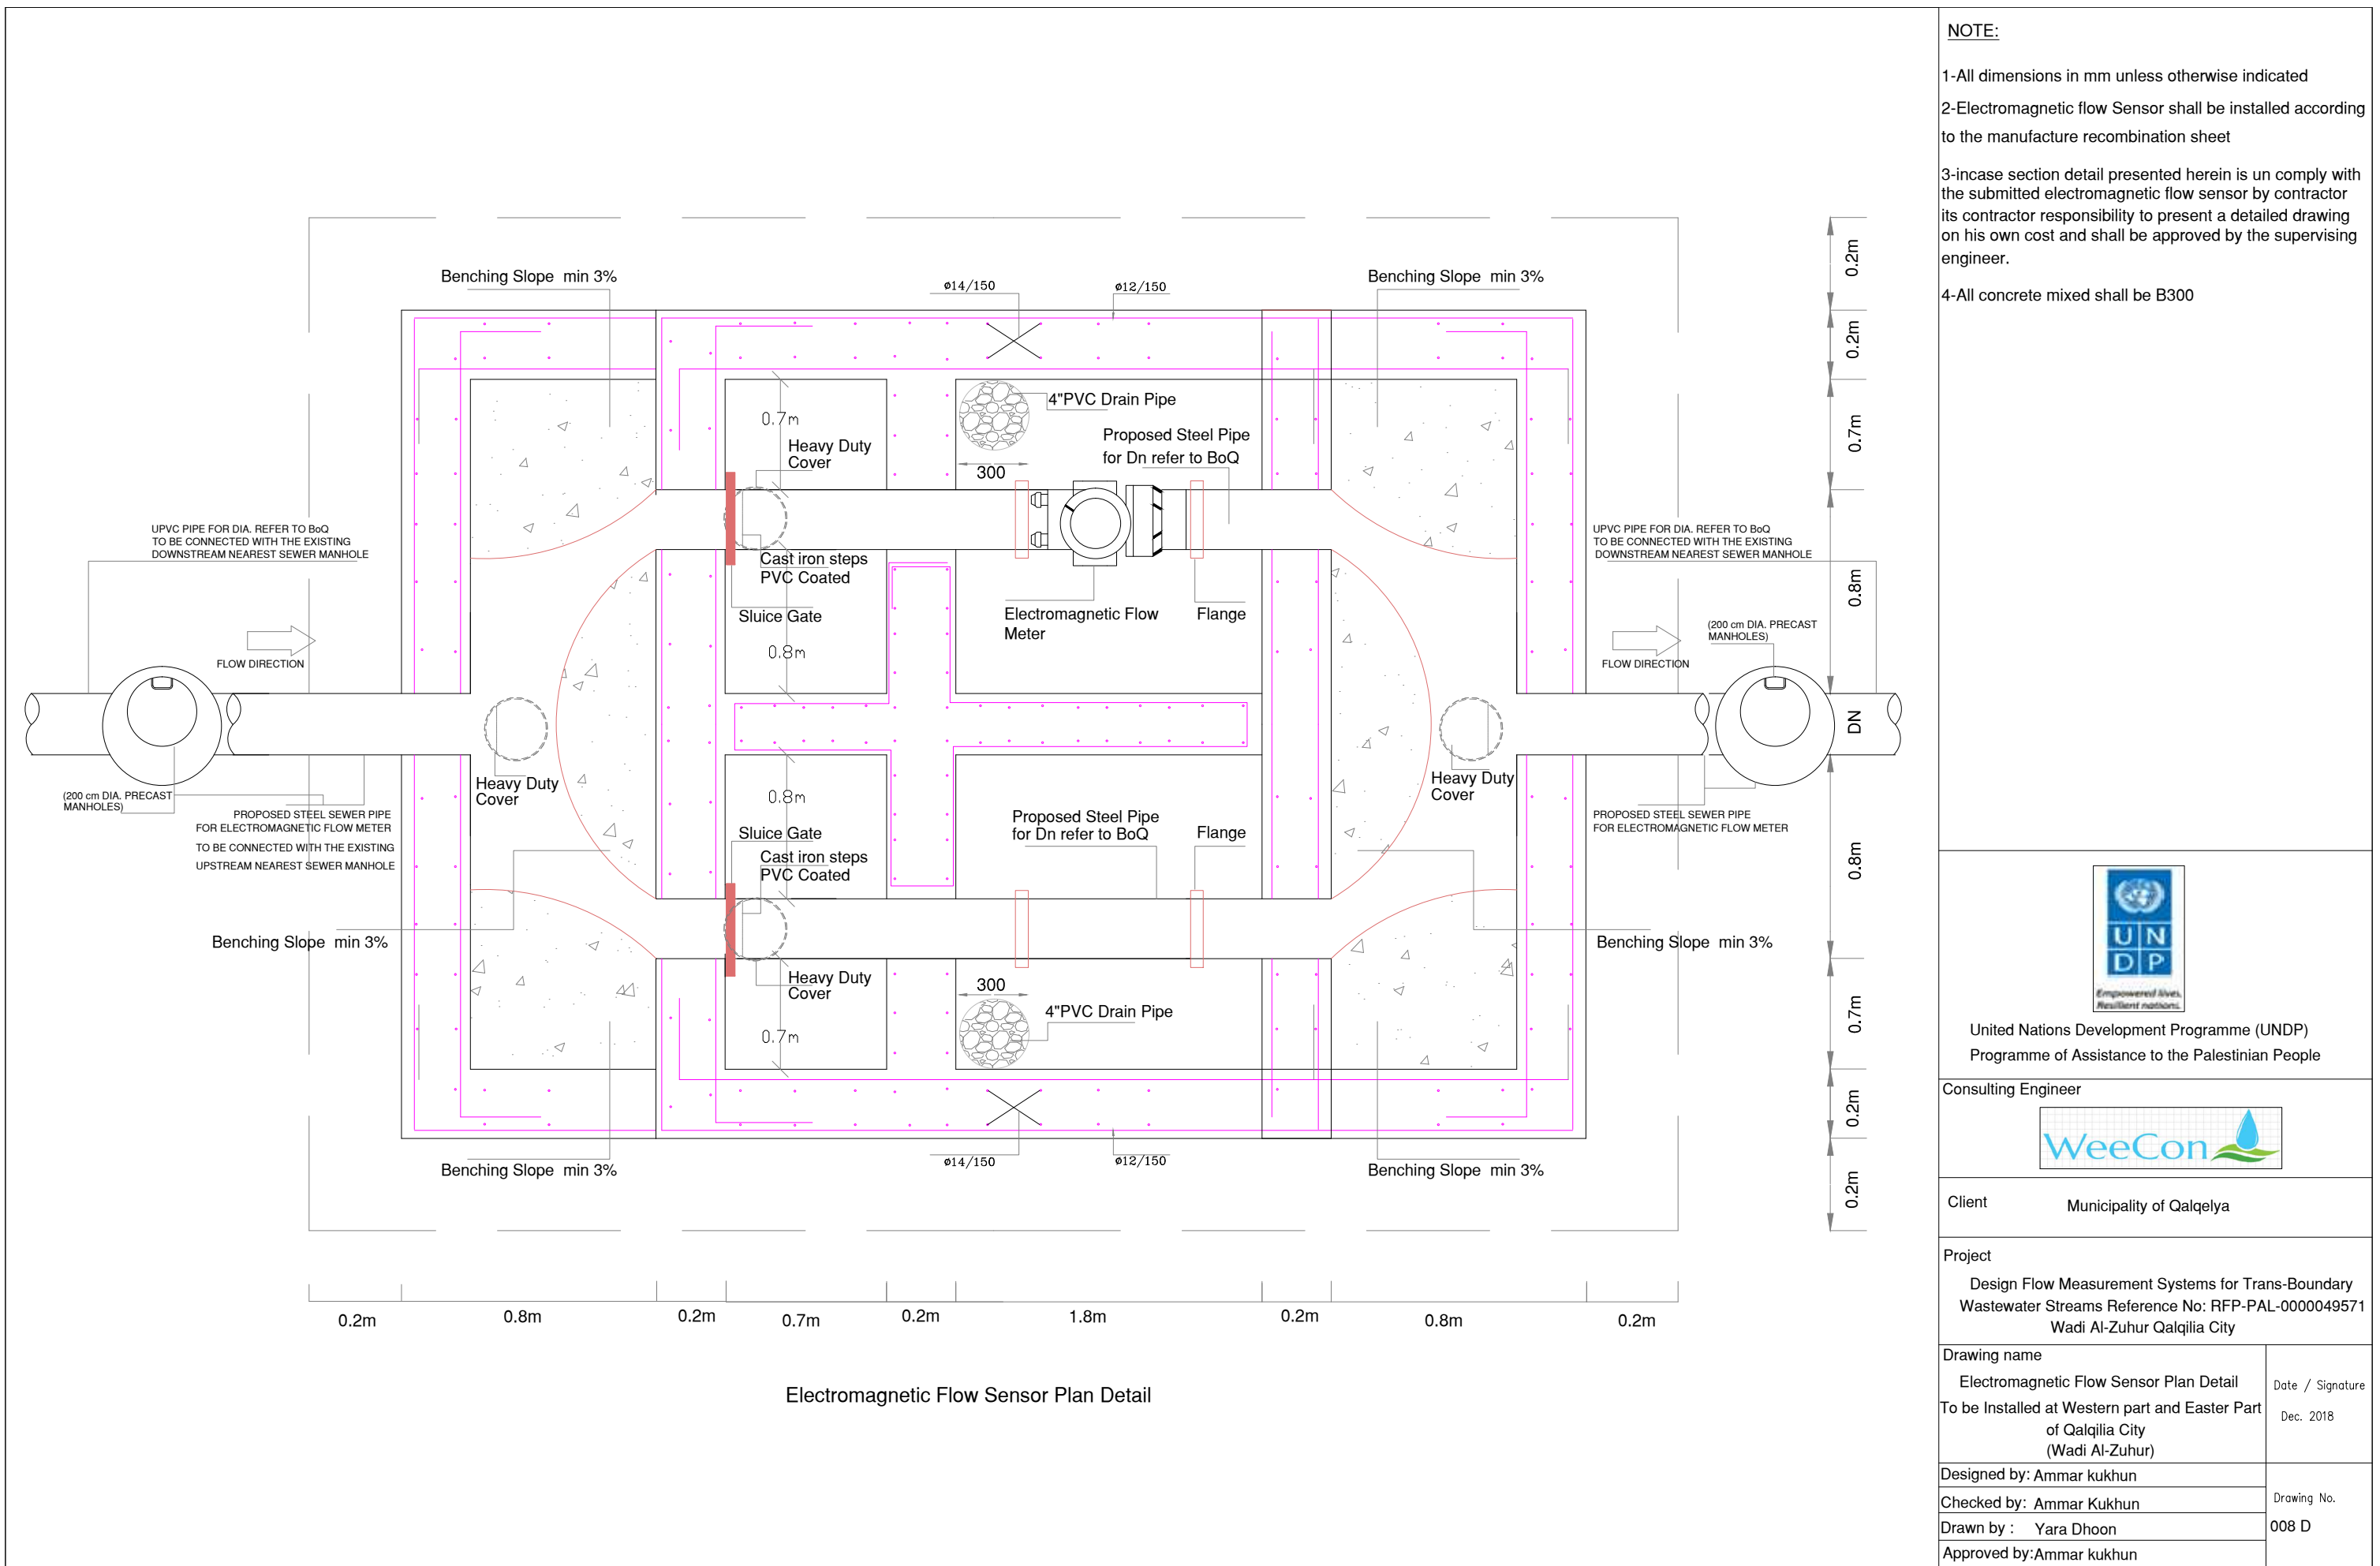 NOTE:
1-All dimensions in mm unless otherwise indicated
2-Electromagnetic flow Sensor shall be installed according
to the manufacture recombination sheet
3-incase section detail presented herein is un comply with
the submitted electromagnetic flow sensor by contractor
its contractor responsibility to present a detailed drawing
on his own cost and shall be approved by the supervising
engineer.
4-All concrete mixed shall be B300
Benching Slope min 3%
ø14/150
ø12/150
Benching Slope min 3%
0.2m
0.2m
0.7m
0.8m
DN
0.8m
0.7m
0.2m
0.2m
0.7m
Heavy Duty
Cover
4"PVC Drain Pipe
300
Proposed Steel Pipe
for Dn refer to BoQ
UPVC PIPE FOR DIA. REFER TO BoQ
TO BE CONNECTED WITH THE EXISTING
DOWNSTREAM NEAREST SEWER MANHOLE
Cast iron steps
PVC Coated
Sluice Gate
0.8m
Electromagnetic Flow
Meter
Flange
UPVC PIPE FOR DIA. REFER TO BoQ
TO BE CONNECTED WITH THE EXISTING
DOWNSTREAM NEAREST SEWER MANHOLE
FLOW DIRECTION
(200 cm DIA. PRECAST
MANHOLES)
FLOW DIRECTION
Heavy Duty
Cover
Heavy Duty
Cover
(200 cm DIA. PRECAST
MANHOLES)
PROPOSED STEEL SEWER PIPE
FOR ELECTROMAGNETIC FLOW METER
TO BE CONNECTED WITH THE EXISTING
UPSTREAM NEAREST SEWER MANHOLE
0.8m
Sluice Gate
Cast iron steps
PVC Coated
Proposed Steel Pipe
for Dn refer to BoQ
Flange
PROPOSED STEEL SEWER PIPE
FOR ELECTROMAGNETIC FLOW METER
Benching Slope min 3%
Benching Slope min 3%
Heavy Duty
Cover
0.7m
300
4"PVC Drain Pipe
Benching Slope min 3%
ø14/150
ø12/150
Benching Slope min 3%
0.2m
0.8m
0.2m
0.7m
0.2m
1.8m
0.2m
0.8m
0.2m
Electromagnetic Flow Sensor Plan Detail
UN
DP
Empowered lives.
Resilient nations.
United Nations Development Programme (UNDP)
Programme of Assistance to the Palestinian People
Consulting Engineer
WeeCon
Client Municipality of Qalqelya
Project
Design Flow Measurement Systems for Trans-Boundary
Wastewater Streams Reference No: RFP-PAL-0000049571
Wadi Al-Zuhur Qalqilia City
Drawing name
Electromagnetic Flow Sensor Plan Detail
To be Installed at Western part and Easter Part
of Qalqilia City
(Wadi Al-Zuhur)
Date / Signature
Dec. 2018
Designed by: Ammar kukhun
Checked by: Ammar Kukhun
Drawn by : Yara Dhoon
Approved by:Ammar kukhun
Drawing No.
008 D